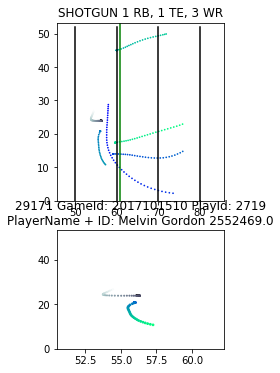 SHOTGUN 1 RB, 1 TE, 3 WR
50
40
30
20
10
0
50 60 70 80
29171 GameId: 2017101510 PlayId: 2719
PlayerName + ID: Melvin Gordon 2552469.0
40
20
0
52.5 55.0 57.5 60.0